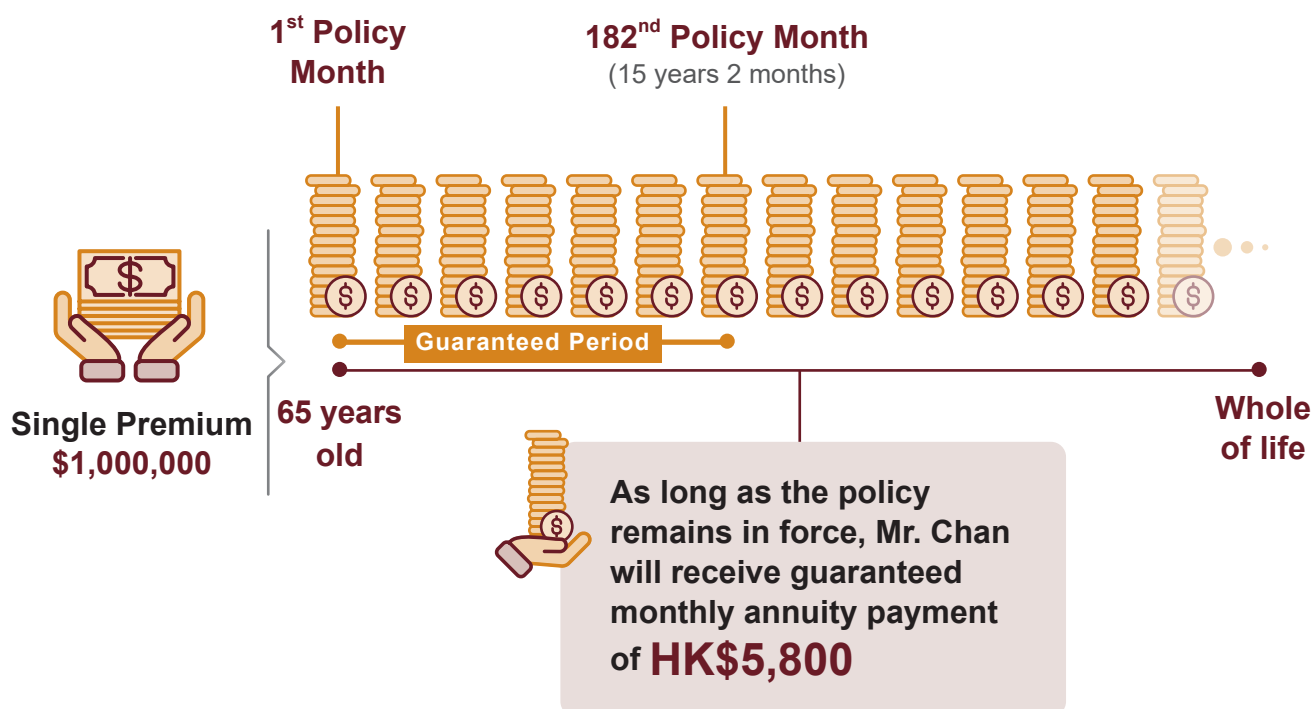 1st Policy
Month
182nd Policy Month
(15 years 2 months)
$
$ $ $ $ $ $ $ $ $ $ $ $ $ $
Guaranteed Period
Single Premium
$1,000,000
65 years
old
Whole
of life
$
As long as the policy
remains in force, Mr. Chan
will receive guaranteed
monthly annuity payment
of HK$5,800